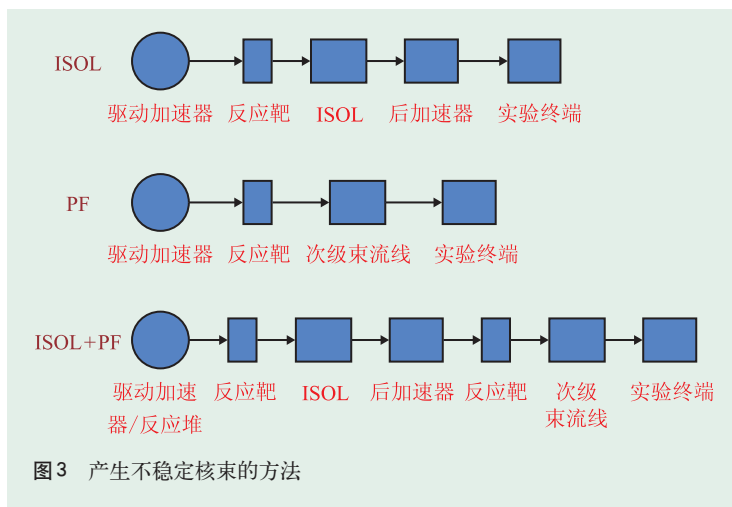 ISOL
驱动加速器 反应靶 ISOL 后加速器 实验终端
PF
驱动加速器 反应靶 次级束流线 实验终端
ISOL+PF
驱动加速 反应靶 ISOL 后加速器 反应靶 次级 实验终端
器/反应堆 束流线
图3 产生不稳定核束的方法